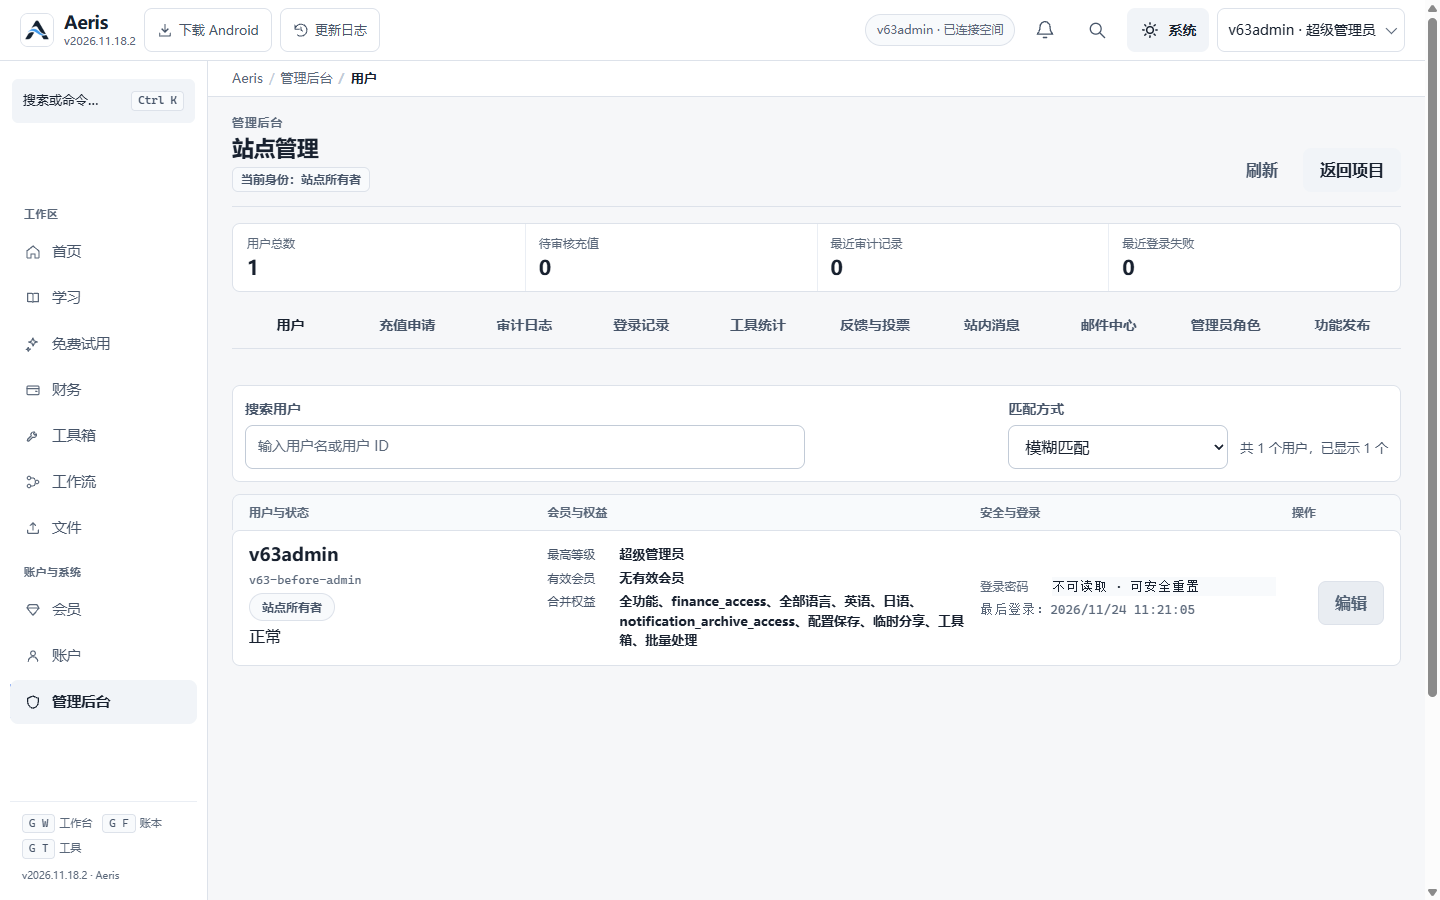 Aeris
v2026.11.18.2
下载 Android
更新日志
v63admin · 已连接空间
系统
v63admin · 超级管理员
搜索或命令...
Ctrl K
工作区
首页
学习
免费试用
财务
工具箱
工作流
文件
账户与系统
会员
账户
管理后台
G W 工作台 G F 账本
G T 工具
v2026.11.18.2 · Aeris
Aeris / 管理后台 / 用户
管理后台
站点管理
当前身份：站点所有者
刷新
返回项目
用户总数
1
待审核充值
0
最近审计记录
0
最近登录失败
0
用户
充值申请
审计日志
登录记录
工具统计
反馈与投票
站内消息
邮件中心
管理员角色
功能发布
搜索用户
输入用户名或用户 ID
匹配方式
模糊匹配
共 1 个用户，已显示 1 个
用户与状态
会员与权益
安全与登录
操作
v63admin
v63-before-admin
站点所有者
正常
最高等级 超级管理员
有效会员 无有效会员
合并权益 全功能、finance_access、全部语言、英语、日语、
notification_archive_access、配置保存、临时分享、工具
箱、批量处理
登录密码 不可读取 · 可安全重置
最后登录：2026/11/24 11:21:05
编辑